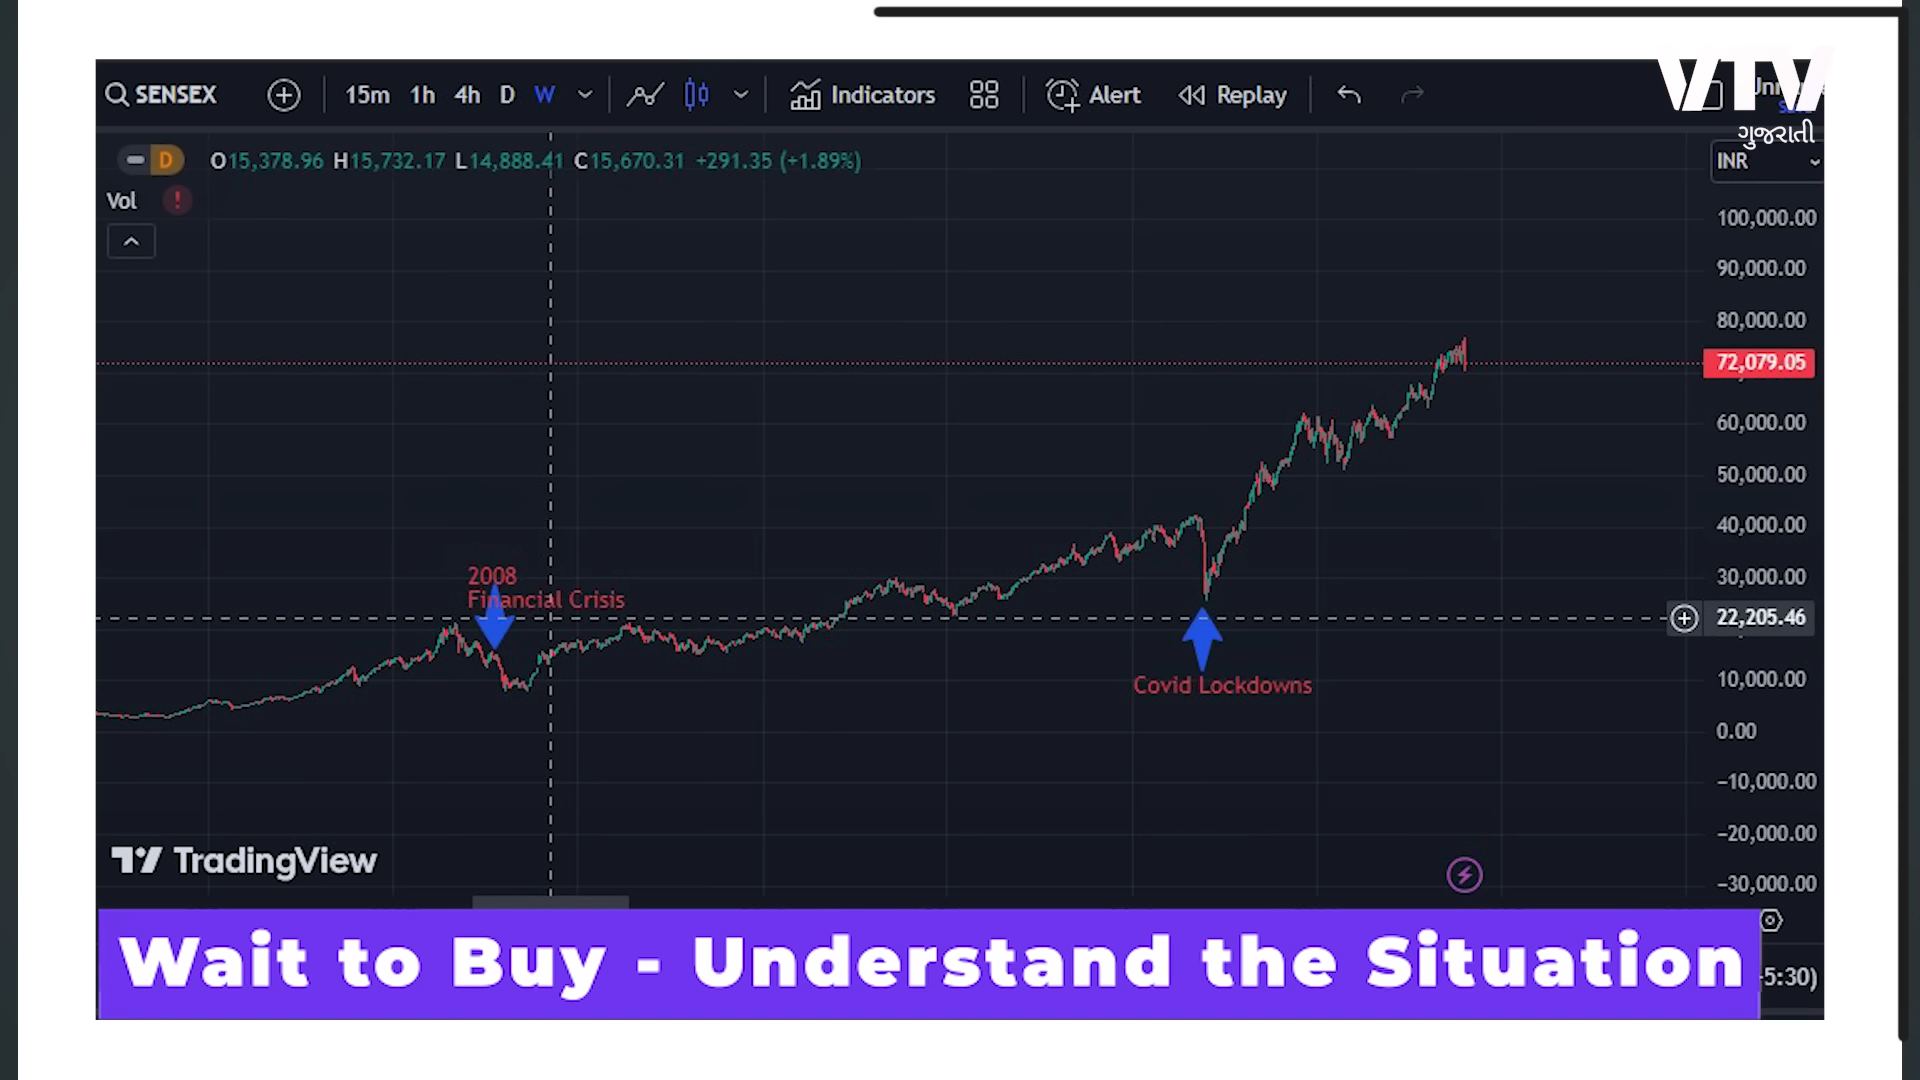 SENSEX 15m 1h 4h D W Indicators Alert Replay
VTV
ગુજરાતી
D O15,378.96 H15,732.17 L14,888.41 C15,670.31 +291.35 (+1.89%)
INR
Vol
100,000.00
90,000.00
80,000.00
72,079.05
60,000.00
50,000.00
40,000.00
30,000.00
22,205.46
10,000.00
0.00
−10,000.00
−20,000.00
−30,000.00
2008
Financial Crisis
Covid Lockdowns
TradingView
Wait to Buy - Understand the Situation
5:30)